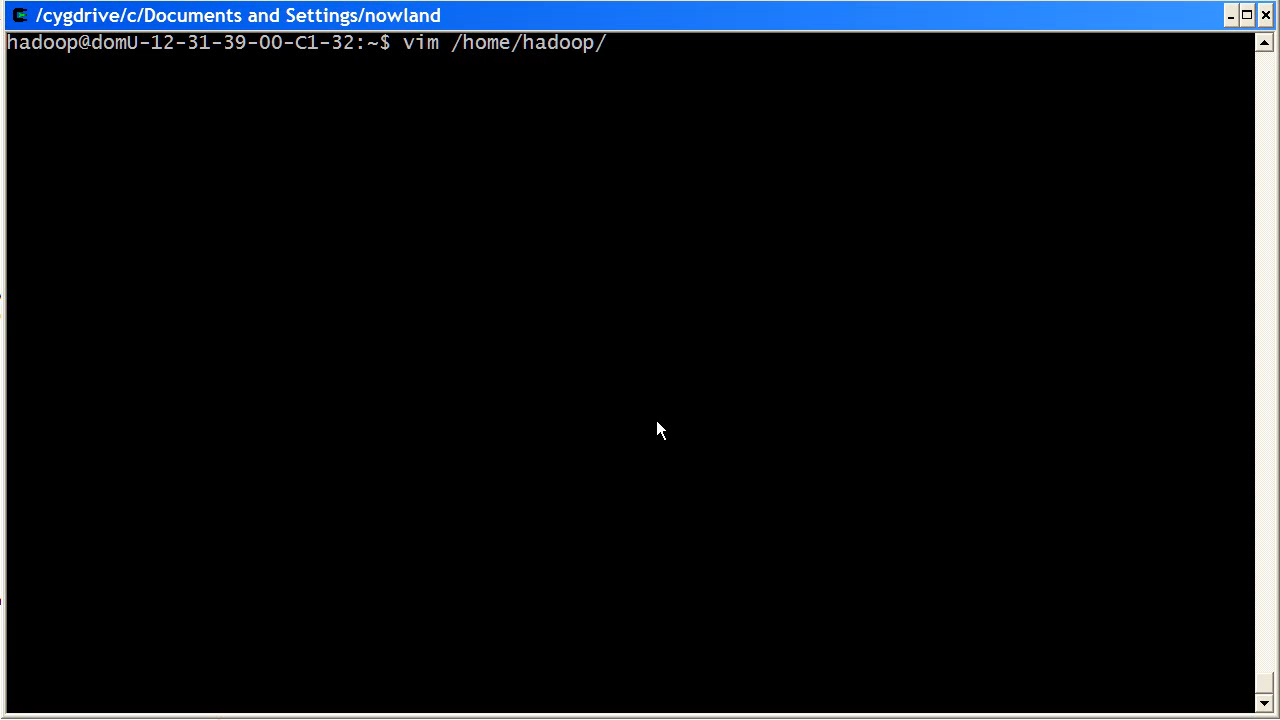 /cygdrive/c/Documents and Settings/nowland
hadoop@domU-12-31-39-00-C1-32:~$ vim /home/hadoop/